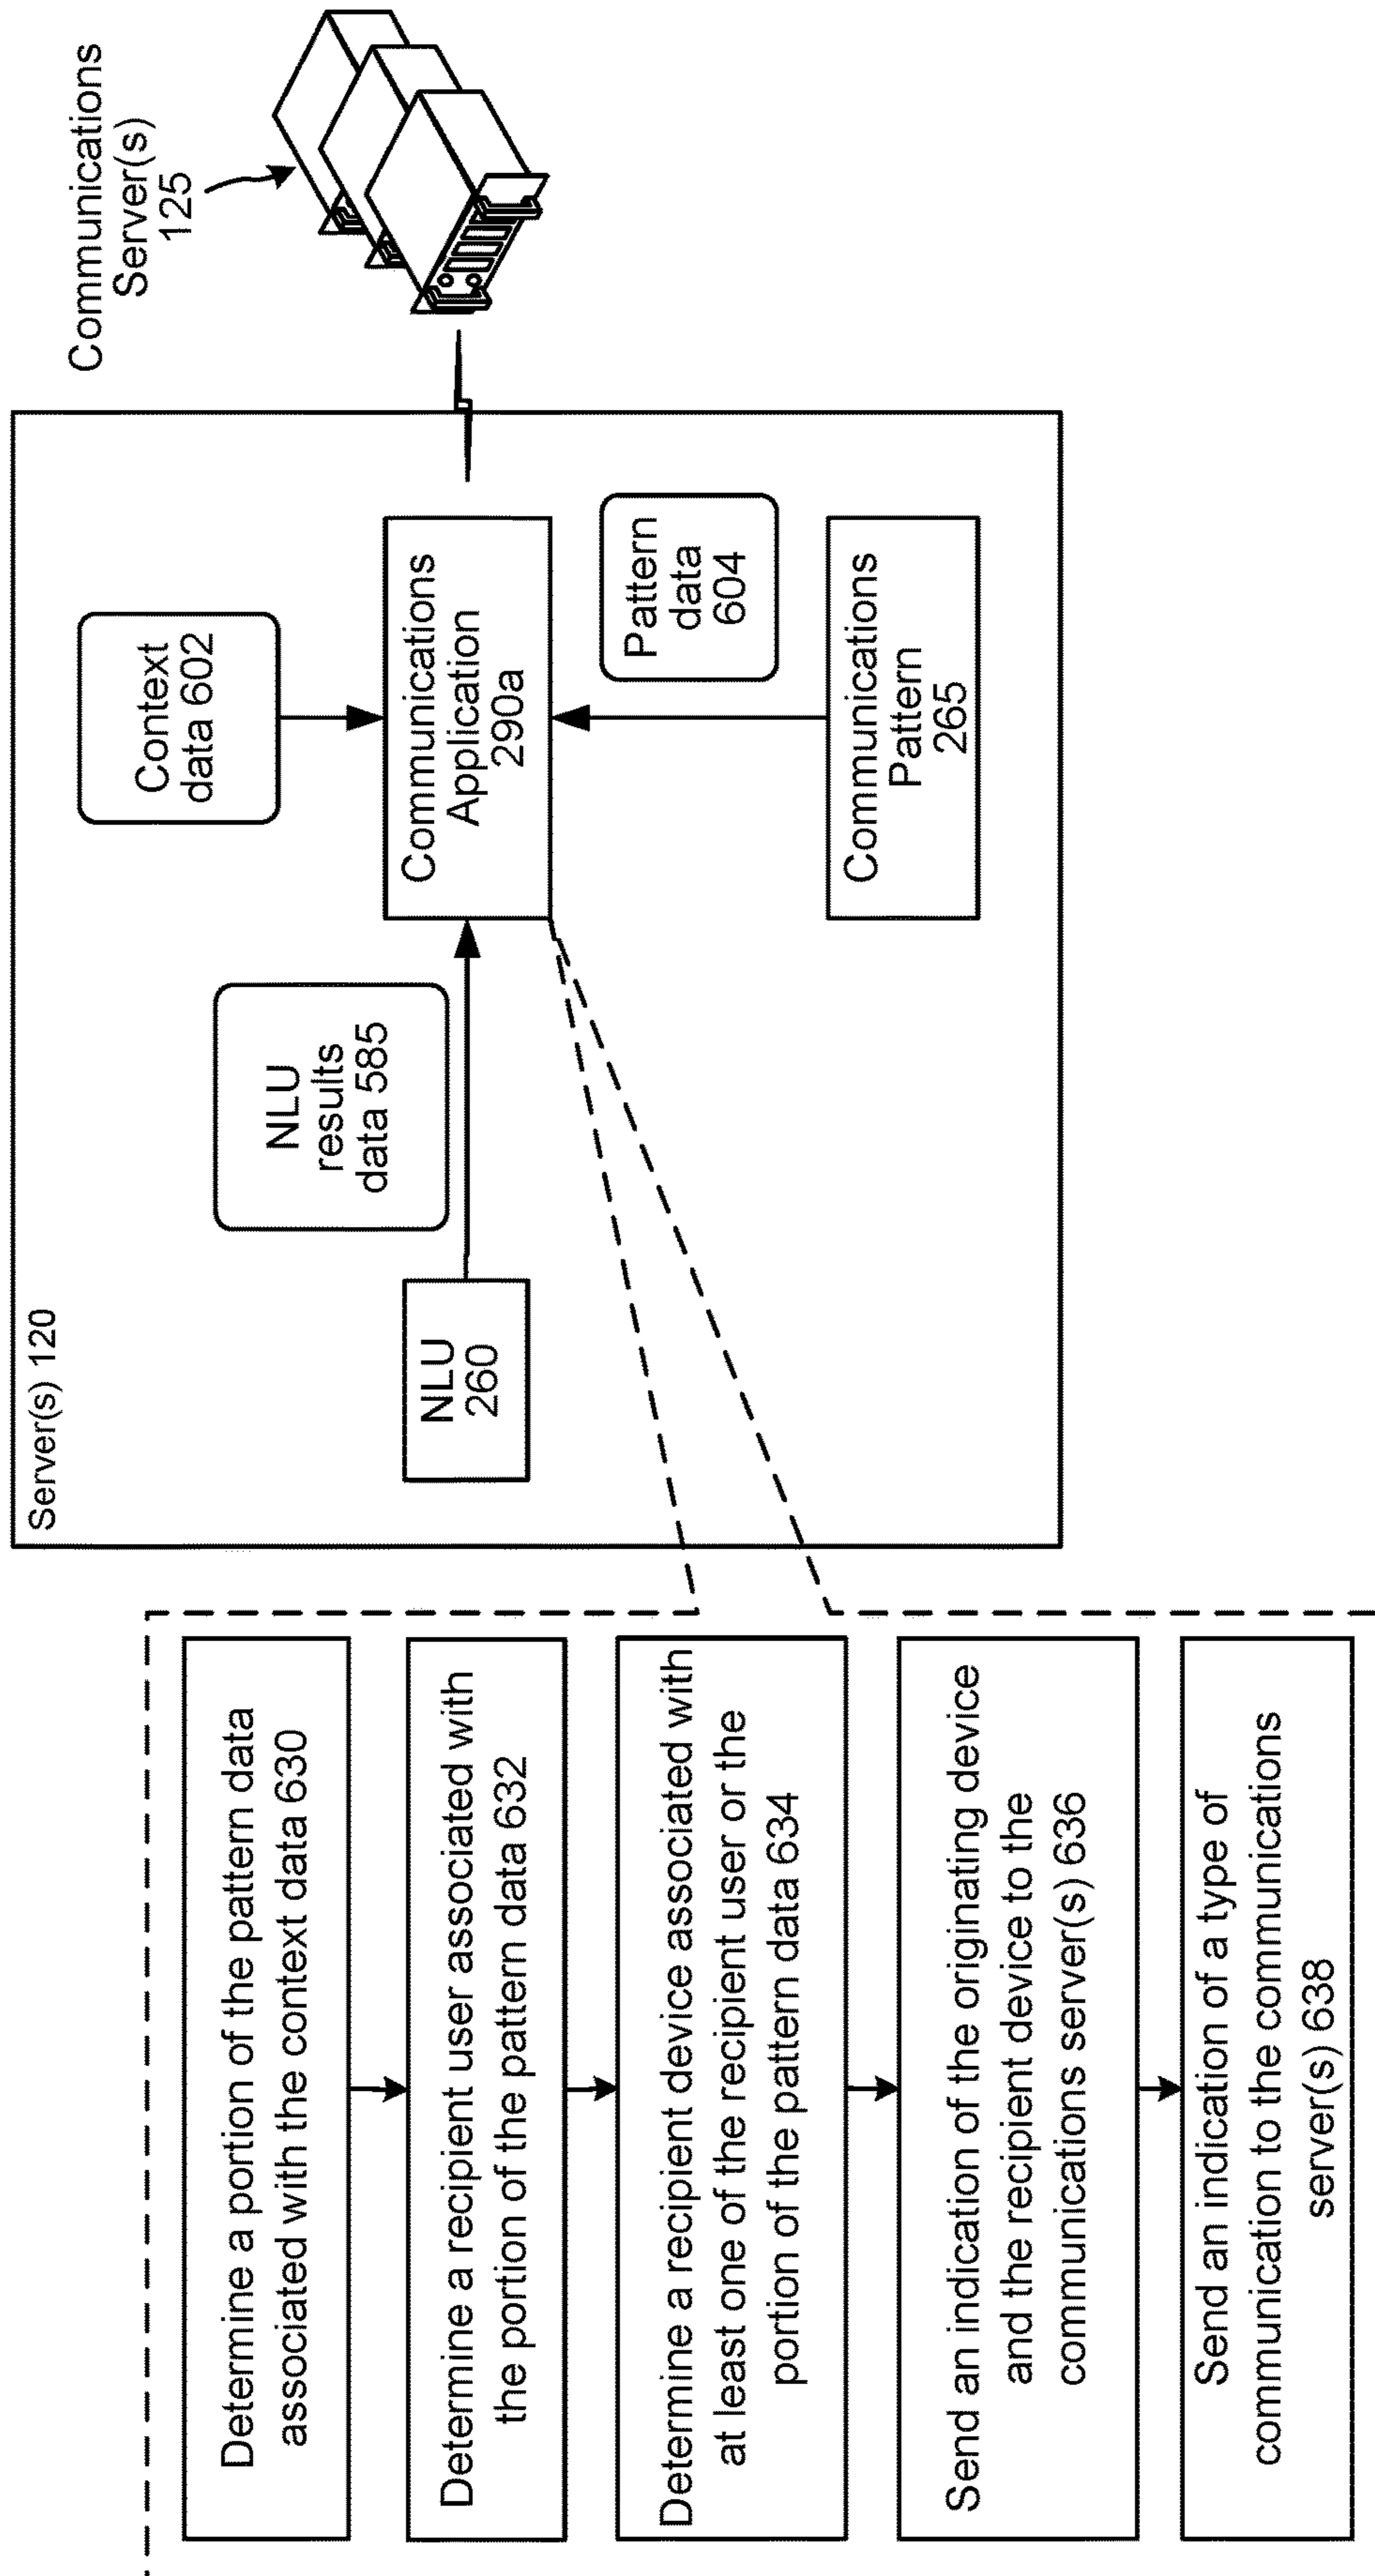 Server(s) 120
Communications
Server(s)
125
Context
data 602
NLU
results
data 585
NLU
260
Communications
Application
290a
Pattern
data
604
Communications
Pattern
265
Determine a portion of the pattern data
associated with the context data 630
Determine a recipient user associated with
the portion of the pattern data 632
Determine a recipient device associated with
at least one of the recipient user or the
portion of the pattern data 634
Send an indication of the originating device
and the recipient device to the
communications server(s) 636
Send an indication of a type of
communication to the communications
server(s) 638